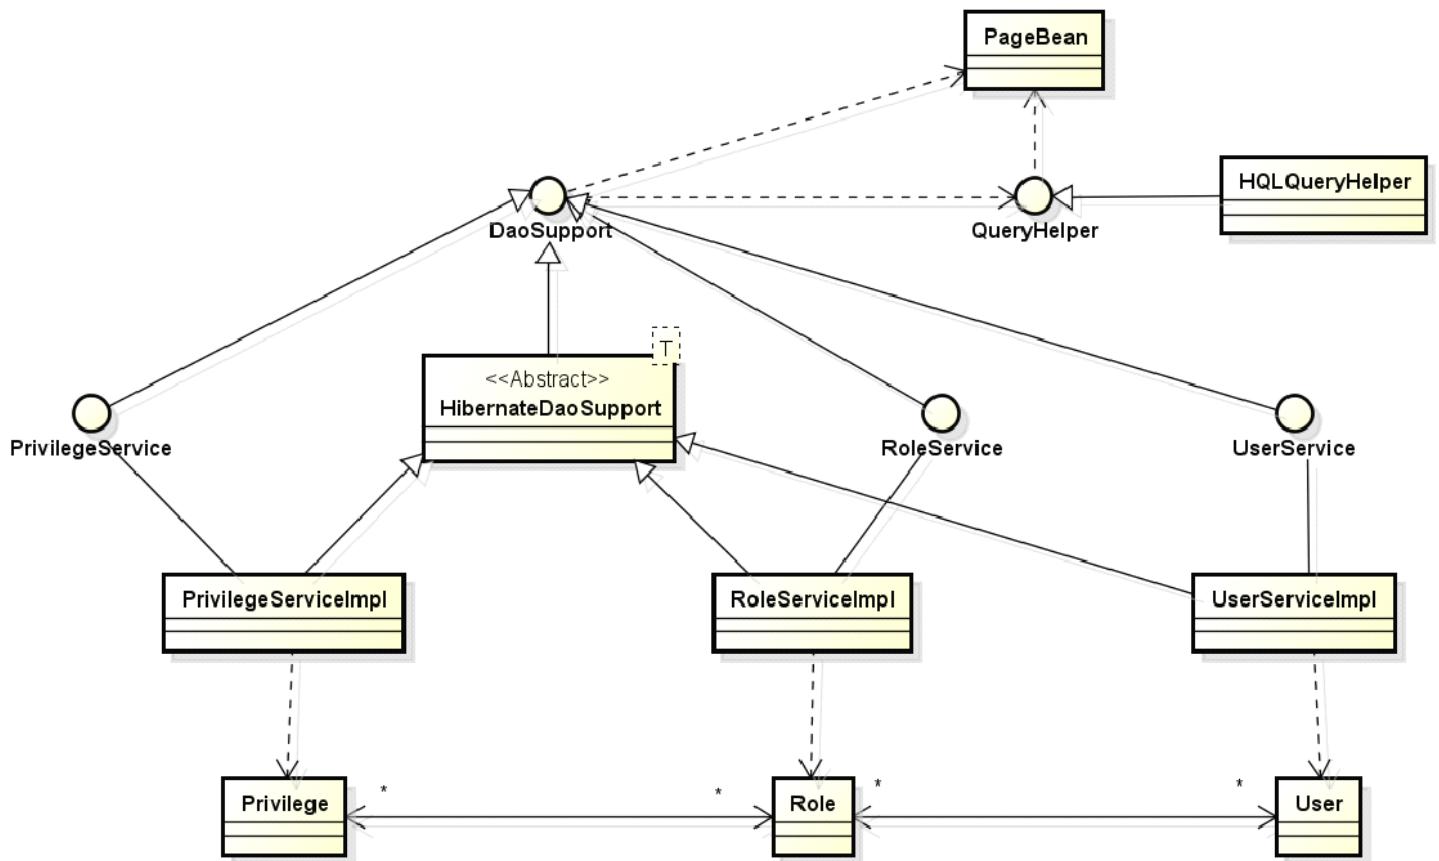 PageBean
HQLQueryHelper
DaoSupport
QueryHelper
T
<<Abstract>>
HibernateDaoSupport
PrivilegeService
RoleService
UserService
PrivilegeServiceImpl
RoleServiceImpl
UserServiceImpl
* * * *
Privilege
Role
User